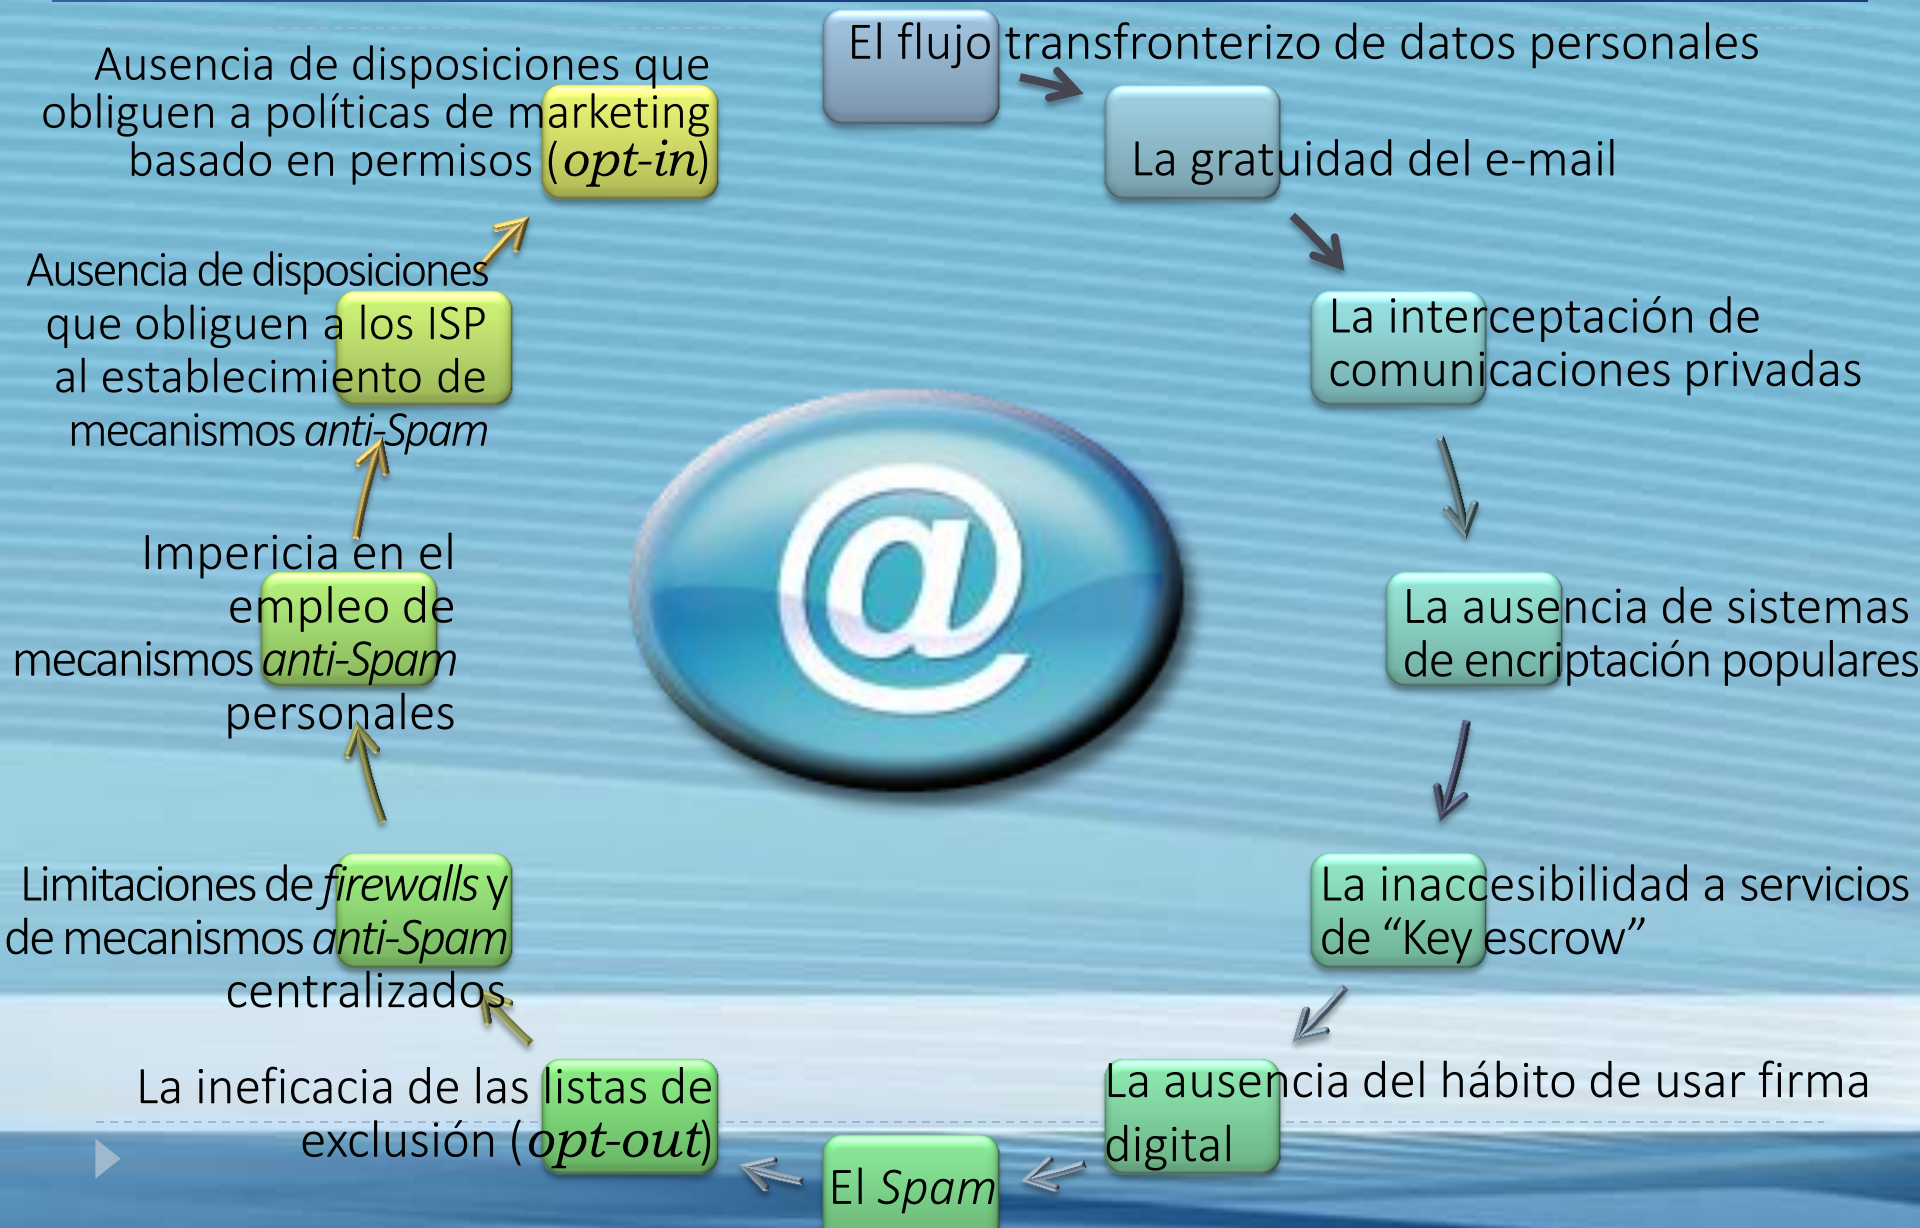 El flujo transfronterizo de datos personales
La gratuidad del e-mail
La interceptación de
comunicaciones privadas
La ausencia de sistemas
de encriptación populares
La inaccesibilidad a servicios
de “Key escrow”
La ausencia del hábito de usar firma
digital
El Spam
La ineficacia de las listas de
exclusión (opt-out)
Limitaciones de firewalls y
de mecanismos anti-Spam
centralizados
Impericia en el
empleo de
mecanismos anti-Spam
personales
Ausencia de disposiciones
que obliguen a los ISP
al establecimiento de
mecanismos anti-Spam
Ausencia de disposiciones que
obliguen a políticas de marketing
basado en permisos (opt-in)
@